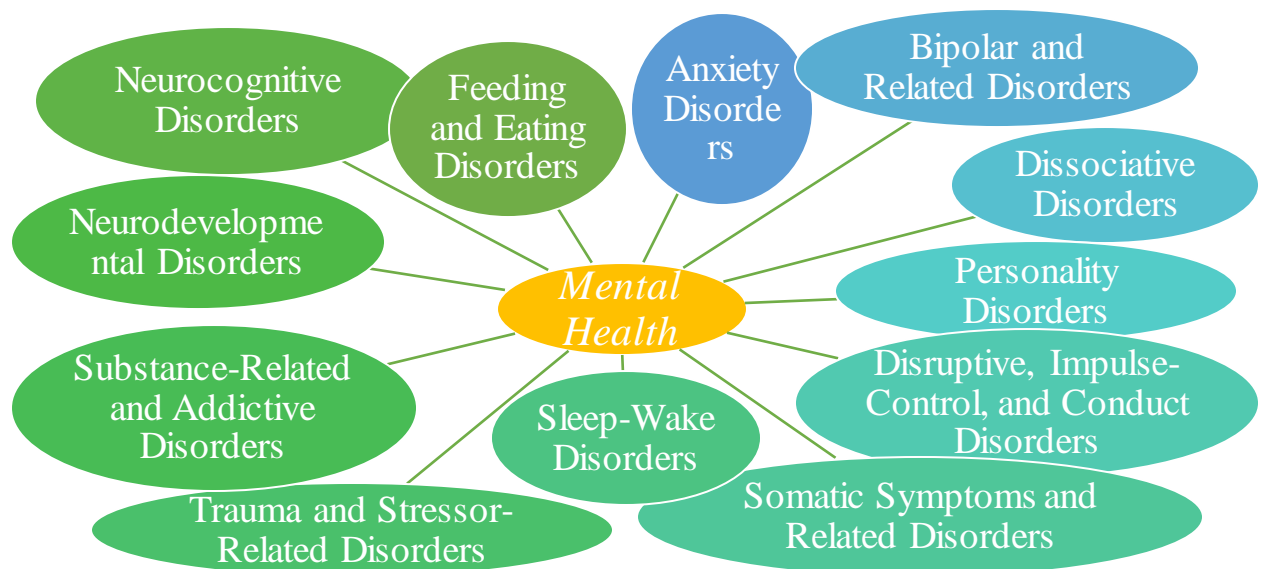 Neurocognitive
Disorders
Feeding
and Eating
Disorders
Anxiety
Disorde
rs
Bipolar and
Related Disorders
Dissociative
Disorders
Neurodevelopme
ntal Disorders
Mental
Health
Personality
Disorders
Substance-Related
and Addictive
Disorders
Sleep-Wake
Disorders
Disruptive, Impulse-
Control, and Conduct
Disorders
Trauma and Stressor-
Related Disorders
Somatic Symptoms and
Related Disorders